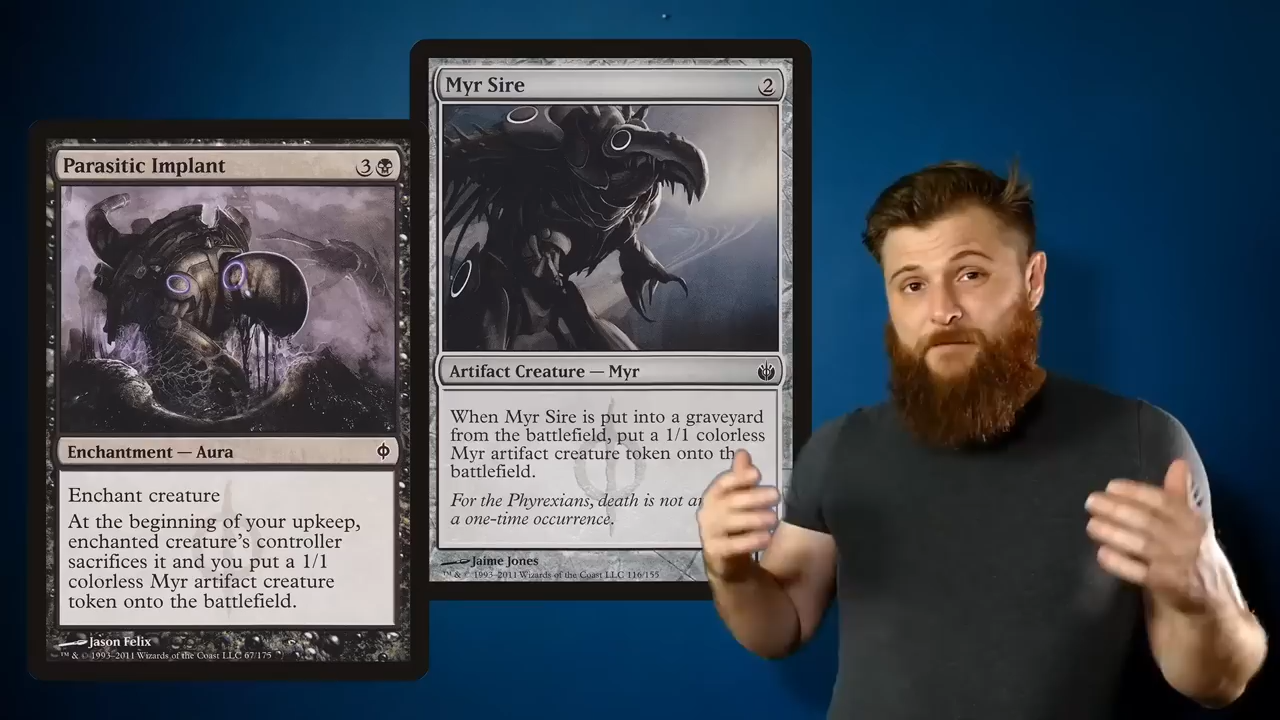 Parasitic Implant 3
Enchantment — Aura
Enchant creature
At the beginning of your upkeep,
enchanted creature's controller
sacrifices it and you put a 1/1
colorless Myr artifact creature
token onto the battlefield.
Jason Felix
™ & © 1993-2011 Wizards of the Coast LLC 67/175
Myr Sire 2
Artifact Creature — Myr
When Myr Sire is put into a graveyard
from the battlefield, put a 1/1 colorless
Myr artifact creature token onto the
battlefield.
For the Phyrexians, death is not
a one-time occurrence.
Jaime Jones
™ & © 1993-2011 Wizards of the Coast LLC 116/155